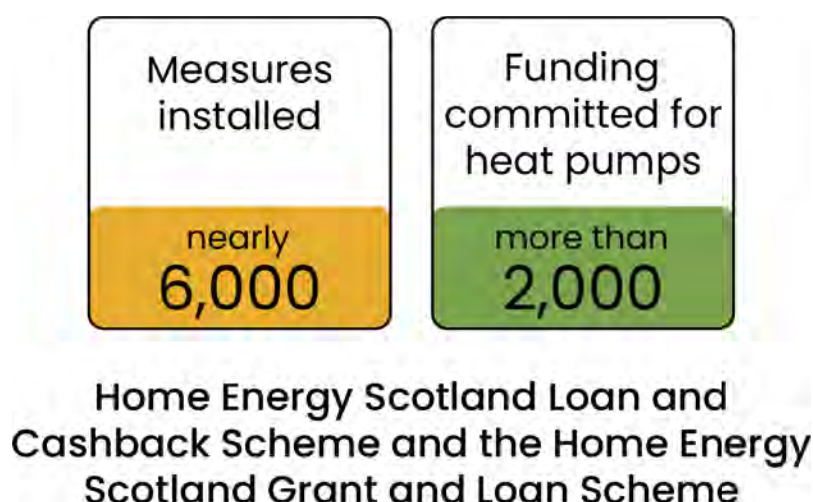 Measures
installed
nearly
6,000
Funding
committed for
heat pumps
more than
2,000
Home Energy Scotland Loan and
Cashback Scheme and the Home Energy
Scotland Grant and Loan Scheme